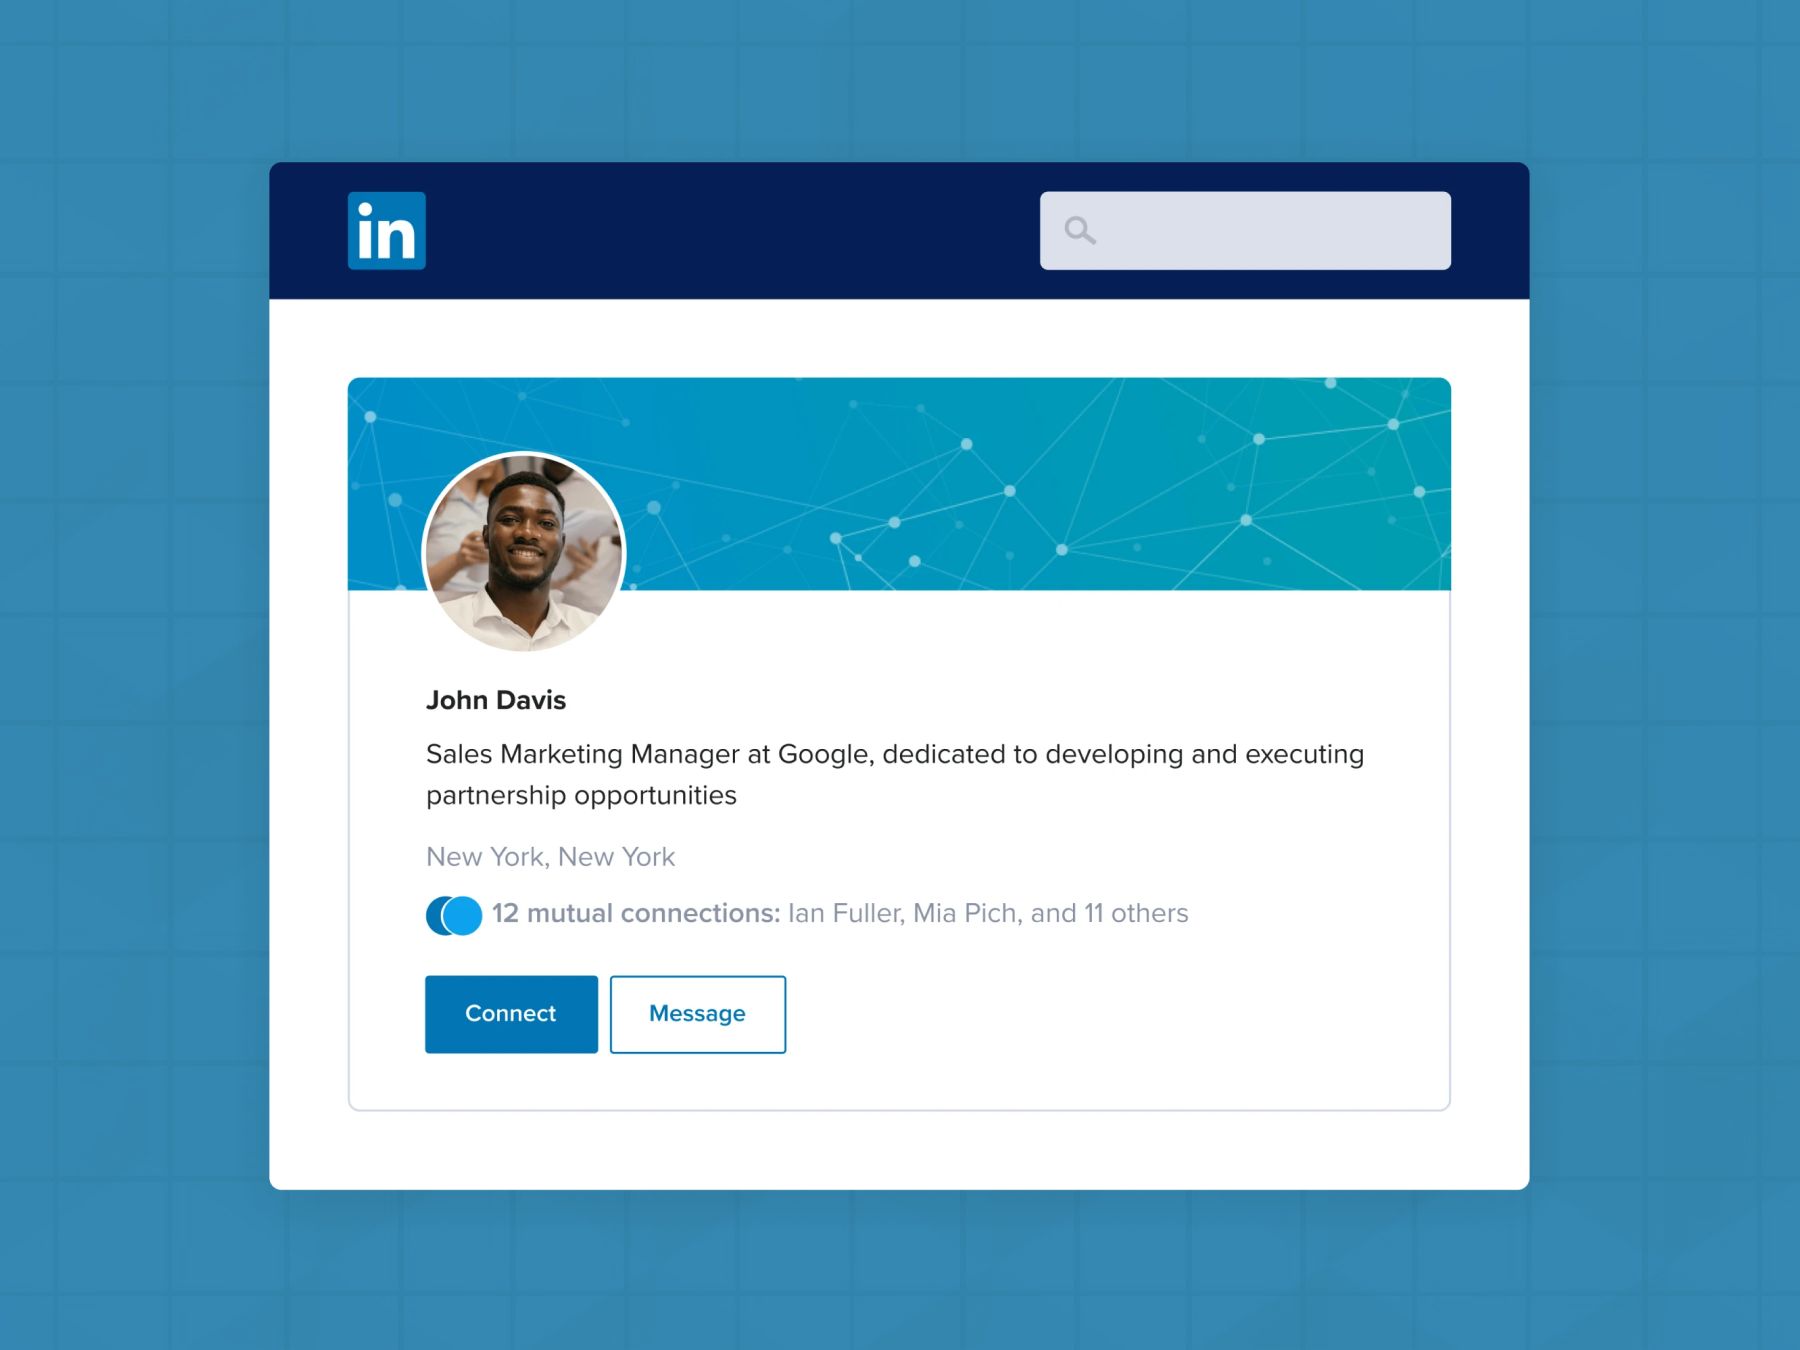 in
John Davis
Sales Marketing Manager at Google, dedicated to developing and executing
partnership opportunities
New York, New York
12 mutual connections: Ian Fuller, Mia Pich, and 11 others
Connect
Message